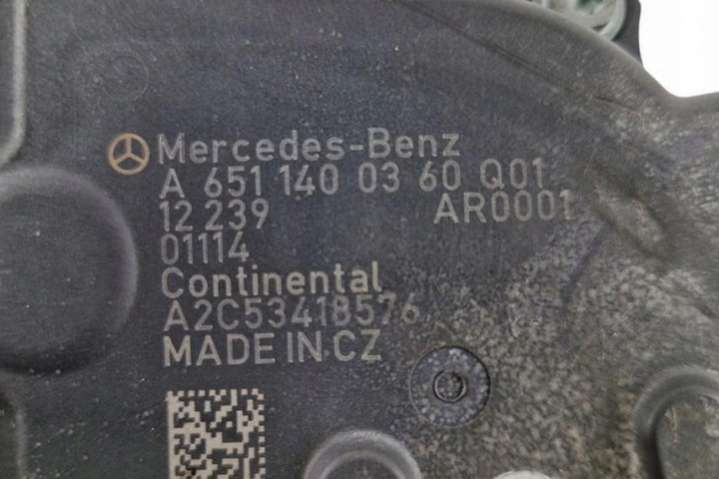 Mercedes-Benz
A 651 140 03 60 Q01
12 239 AR0001
01114
Continental
A2C53418576
MADE IN CZ